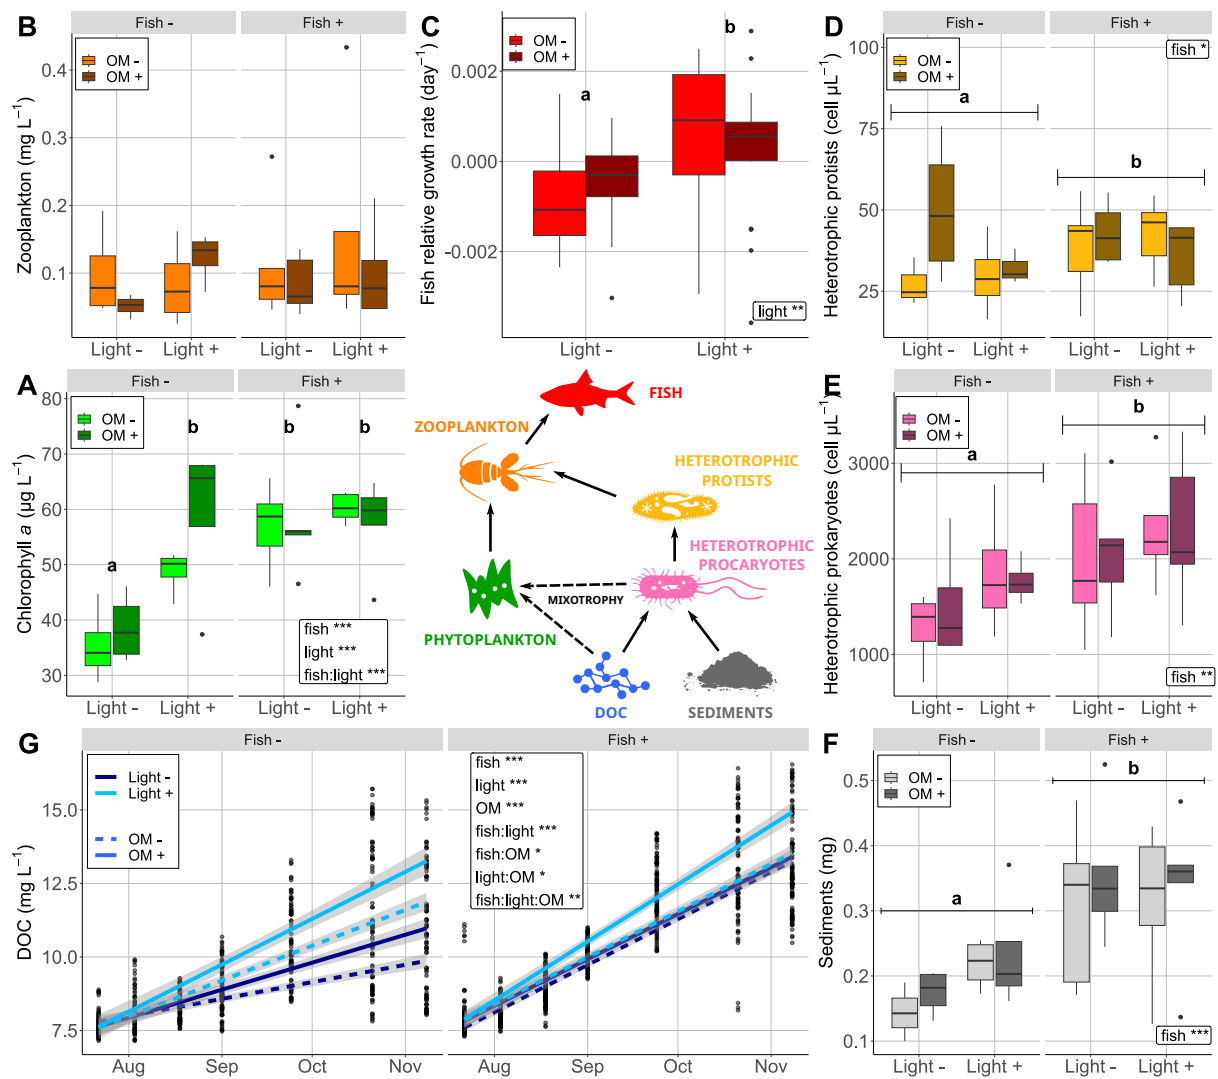 B
Fish -
Fish +
OM -
OM +
Zooplankton (mg L⁻¹)
0.4
0.3
0.2
0.1
Light -
Light +
Light -
Light +
C
OM -
OM +
Fish relative growth rate (day⁻¹)
0.002
0.000
-0.002
a
b
light **
Light -
Light +
D
Fish -
Fish +
OM -
OM +
Heterotrophic protists (cell µL⁻¹)
100
75
50
25
a
b
fish *
Light -
Light +
Light -
Light +
A
Fish -
Fish +
OM -
OM +
Chlorophyll a (µg L⁻¹)
80
70
60
50
40
30
a
b
b
b
fish ***
light ***
fish:light ***
Light -
Light +
Light -
Light +
FISH
ZOOPLANKTON
HETEROTROPHIC
PROTISTS
HETEROTROPHIC
PROCARYOTES
MIXOTROPHY
PHYTOPLANKTON
DOC
SEDIMENTS
E
Fish -
Fish +
OM -
OM +
Heterotrophic prokaryotes (cell µL⁻¹)
3000
2000
1000
a
b
fish **
Light -
Light +
Light -
Light +
G
Fish -
Fish +
Light -
Light +
OM -
OM +
DOC (mg L⁻¹)
15.0
12.5
10.0
7.5
fish ***
light ***
OM ***
fish:light ***
fish:OM *
light:OM *
fish:light:OM **
Aug
Sep
Oct
Nov
Aug
Sep
Oct
Nov
F
Fish -
Fish +
OM -
OM +
Sediments (mg)
0.5
0.4
0.3
0.2
0.1
a
b
fish ***
Light -
Light +
Light -
Light +